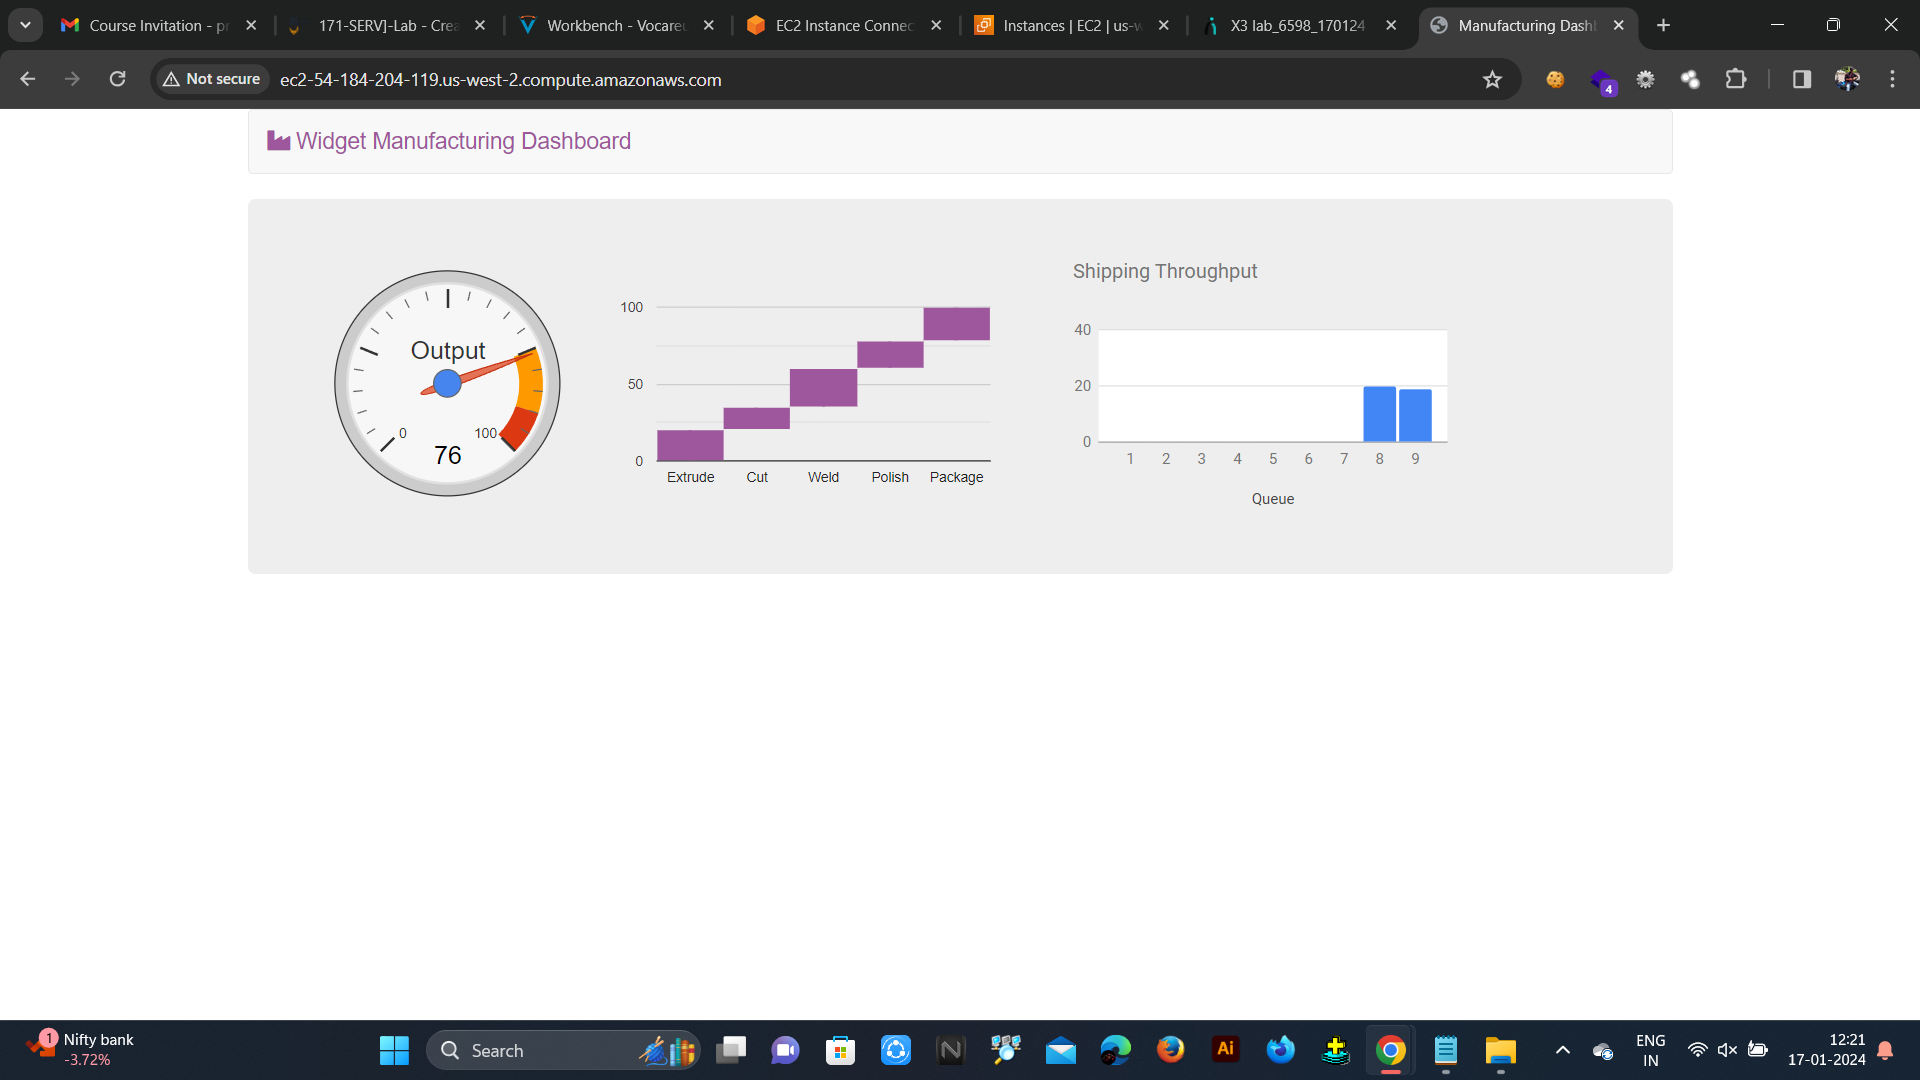 Course Invitation - pr
171-SERV]-Lab - Crea
Workbench - Vocareu
EC2 Instance Connec
Instances | EC2 | us-w
X3 lab_6598_170124
Manufacturing Dashb
Not secure
ec2-54-184-204-119.us-west-2.compute.amazonaws.com
4
Widget Manufacturing Dashboard
Output
0
100
76
100
50
0
Extrude Cut Weld Polish Package
Shipping Throughput
40
20
0
1 2 3 4 5 6 7 8 9
Queue
1
Nifty bank
-3.72%
Search
N
Ai
ENG
IN
12:21
17-01-2024